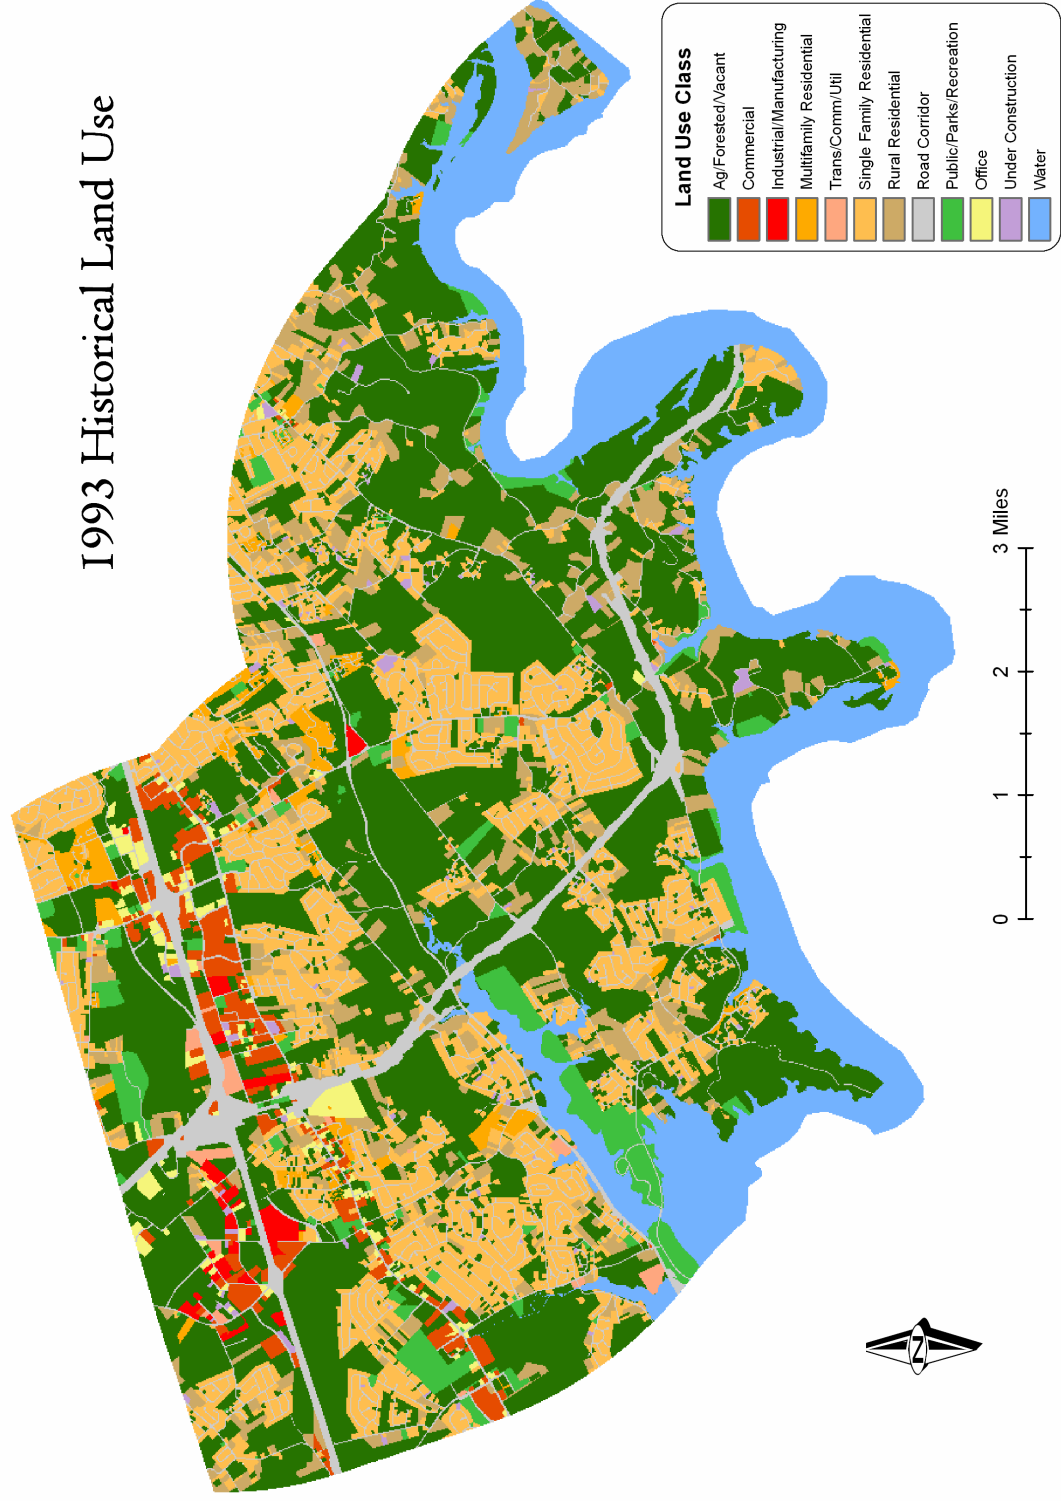 1993 Historical Land Use
Land Use Class
Ag/Forested/Vacant
Commercial
Industrial/Manufacturing
Multifamily Residential
Trans/Comm/Util
Single Family Residential
Rural Residential
Road Corridor
Public/Parks/Recreation
Office
Under Construction
Water
0 1 2 3 Miles
N